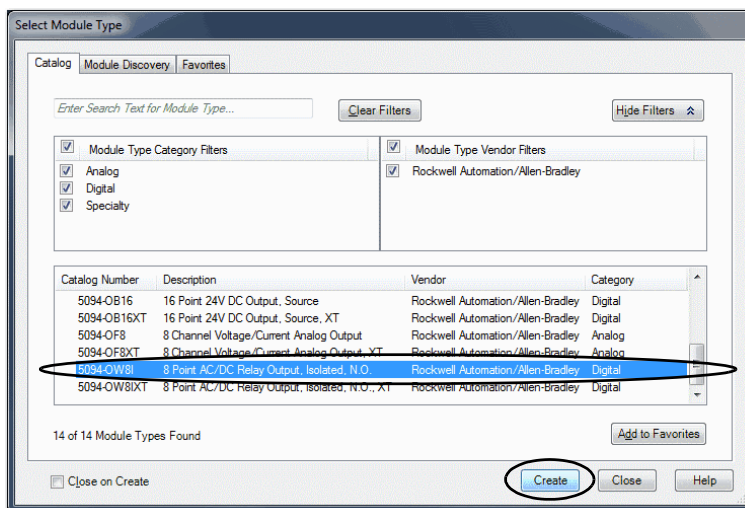 Select Module Type
Catalog Module Discovery Favorites
Enter Search Text for Module Type... Clear Filters Hide Filters
Module Type Category Filters Module Type Vendor Filters
Analog Rockwell Automation/Allen-Bradley
Digital
Specialty
Catalog Number Description Vendor Category
5094-OB16 16 Point 24V DC Output, Source Rockwell Automation/Allen-Bradley Digital
5094-OB16XT 16 Point 24V DC Output, Source, XT Rockwell Automation/Allen-Bradley Digital
5094-OF8 8 Channel Voltage/Current Analog Output Rockwell Automation/Allen-Bradley Analog
5094-OF8XT 8 Channel Voltage/Current Analog Output, XT Rockwell Automation/Allen-Bradley Analog
5094-OW8I 8 Point AC/DC Relay Output, Isolated, N.O. Rockwell Automation/Allen-Bradley Digital
5094-OW8IXT 8 Point AC/DC Relay Output, Isolated, N.O., XT Rockwell Automation/Allen-Bradley Digital
14 of 14 Module Types Found Add to Favorites
Close on Create Create Close Help